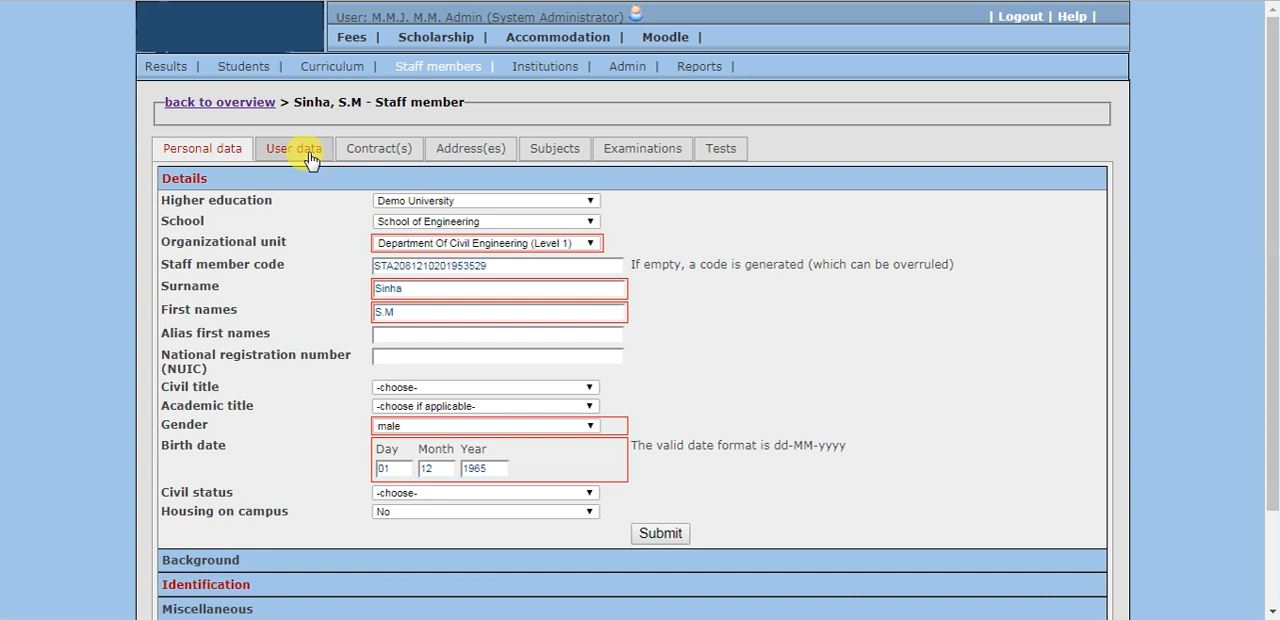 User: M.M.J. M.M. Admin (System Administrator) | Logout | Help |
Fees | Scholarship | Accommodation | Moodle |
Results | Students | Curriculum | Staff members | Institutions | Admin | Reports |
back to overview > Sinha, S.M - Staff member
Personal data User data Contract(s) Address(es) Subjects Examinations Tests
Details
Higher education Demo University
School School of Engineering
Organizational unit Department Of Civil Engineering (Level 1)
Staff member code STA2081210201953529 If empty, a code is generated (which can be overruled)
Surname Sinha
First names S.M
Alias first names
National registration number
(NUIC)
Civil title -choose-
Academic title -choose if applicable-
Gender male
Birth date Day Month Year The valid date format is dd-MM-yyyy
01 12 1965
Civil status -choose-
Housing on campus No
Submit
Background
Identification
Miscellaneous